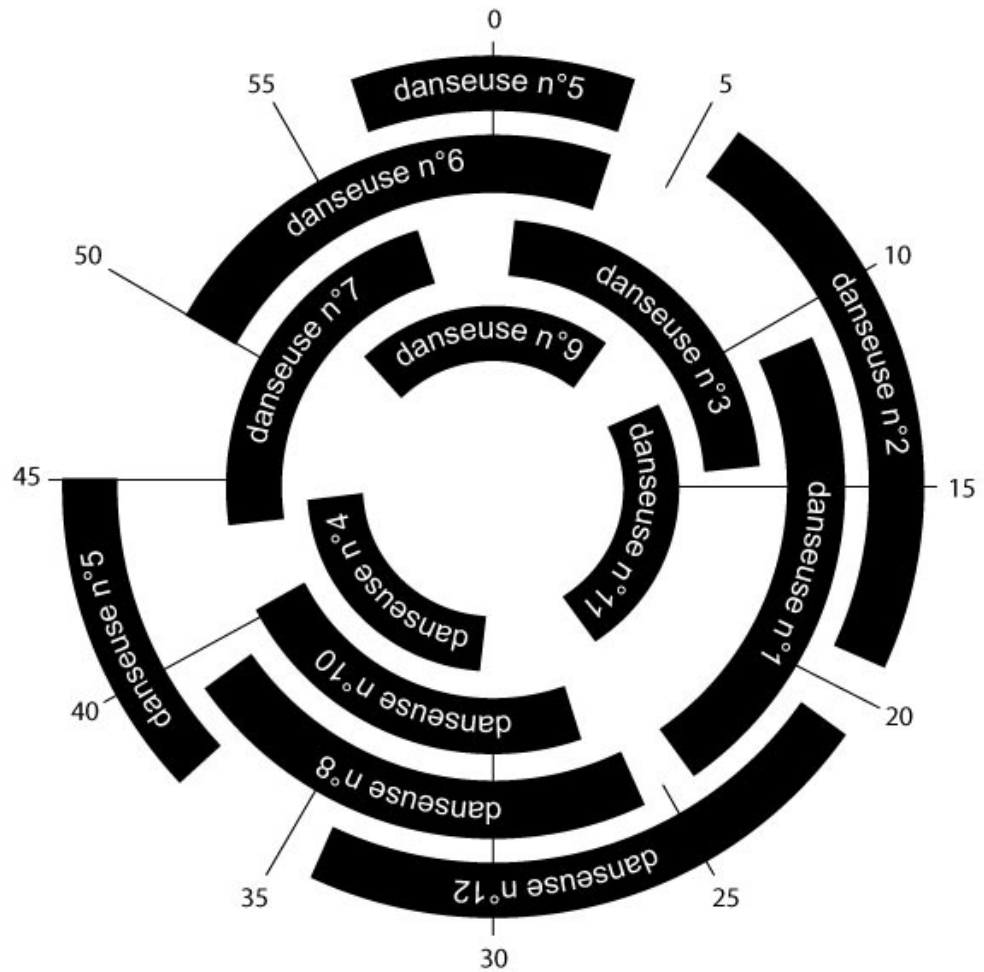 0
danseuse n°5
55
5
danseuse n°6
50
10
danseuse n°7
danseuse n°3
danseuse n°2
danseuse n°9
45
15
danseuse n°11
danseuse n°4
danseuse n°1
danseuse n°5
danseuse n°10
40
20
danseuse n°8
danseuse n°12
35
25
30